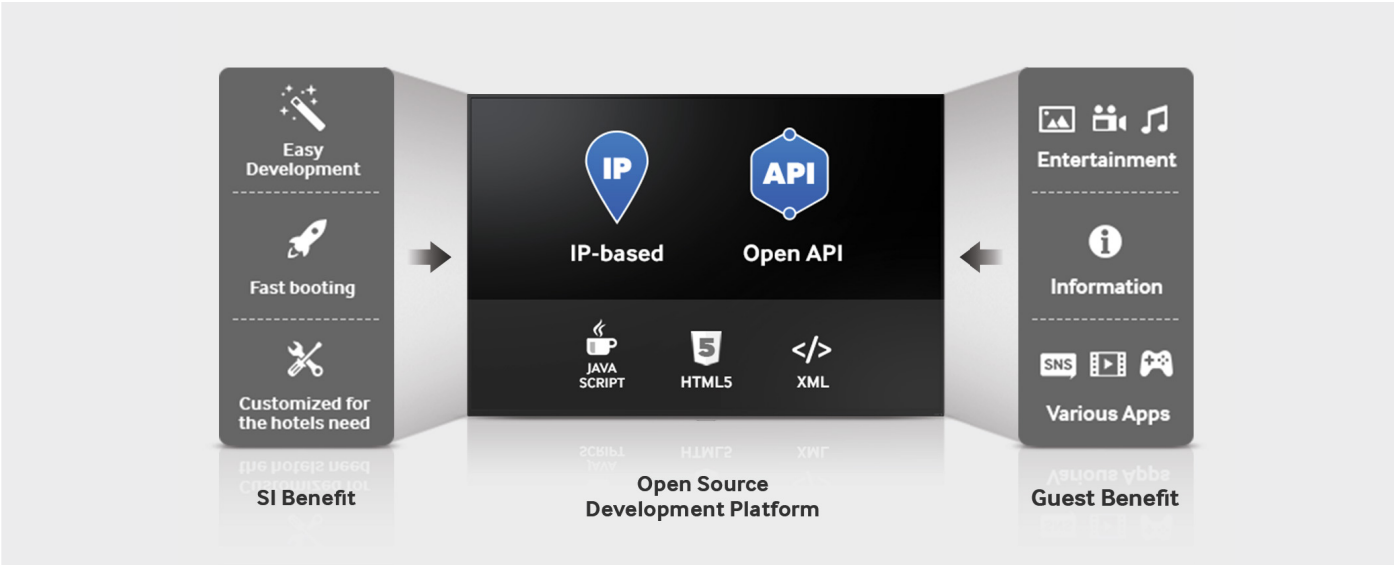 Easy
Development
Fast booting
Customized for
the hotels need
SI Benefit
IP
IP-based
API
Open API
JAVA
SCRIPT
5
HTML5
</>
XML
Open Source
Development Platform
Entertainment
i
Information
SNS
Various Apps
Guest Benefit